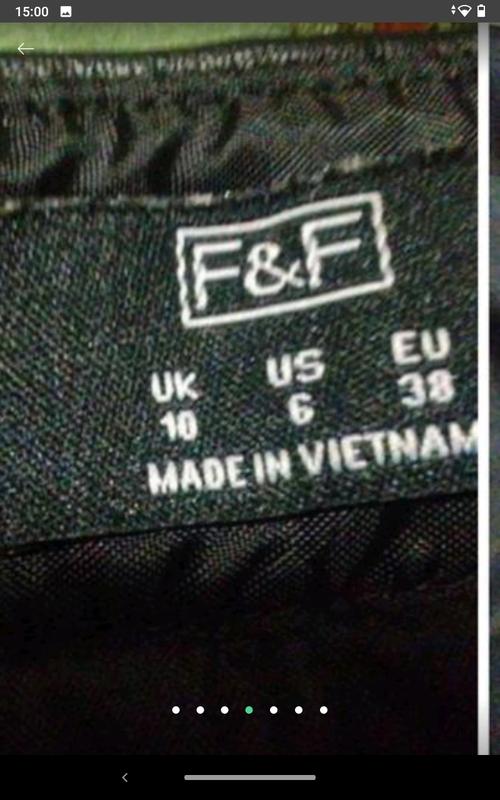 15:00
F&F
UK US EU
10 6 38
MADE IN VIETNAM